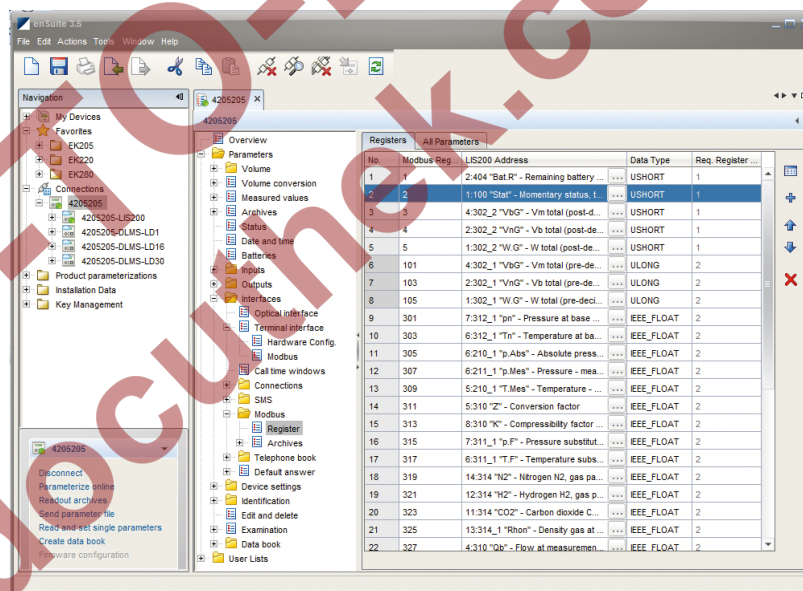 enSuite 3.5
File Edit Actions Tools Window Help
Navigation
My Devices
Favorites
EK205
EK220
EK280
Connections
4205205
4205205-LIS200
4205205-DLMS-LD1
4205205-DLMS-LD16
4205205-DLMS-LD30
Product parameterizations
Installation Data
Key Management
4205205
Disconnect
Parameterize online
Readout archives
Send parameter file
Read and set single parameters
Create data book
Firmware configuration
4205205
4205205
Overview
Parameters
Volume
Volume conversion
Measured values
Archives
Status
Date and time
Batteries
Inputs
Outputs
Interfaces
Optical interface
Terminal interface
Hardware Config.
Modbus
Call time windows
Connections
SMS
Modbus
Register
Archives
Telephone book
Default answer
Device settings
Identification
Edit and delete
Examination
Data book
User Lists
Registers All Parameters
No. Modbus Reg... LIS200 Address Data Type Req. Register ...
1 1 2:404 "Bat.R" - Remaining battery ... ... USHORT 1
2 2 1:100 "Stat" - Momentary status, t... ... USHORT 1
3 3 4:302_2 "VbG" - Vm total (post-d... ... USHORT 1
4 4 2:302_2 "VnG" - Vb total (post-de... ... USHORT 1
5 5 1:302_2 "W.G" - W total (post-de... ... USHORT 1
6 101 4:302_1 "VbG" - Vm total (pre-de... ... ULONG 2
7 103 2:302_1 "VnG" - Vb total (pre-de... ... ULONG 2
8 105 1:302_1 "W.G" - W total (pre-deci... ... ULONG 2
9 301 7:312_1 "pn" - Pressure at base ... ... IEEE_FLOAT 2
10 303 6:312_1 "Tn" - Temperature at ba... ... IEEE_FLOAT 2
11 305 6:210_1 "p.Abs" - Absolute press... ... IEEE_FLOAT 2
12 307 6:211_1 "p.Mes" - Pressure - mea... ... IEEE_FLOAT 2
13 309 5:210_1 "T.Mes" - Temperature - ... ... IEEE_FLOAT 2
14 311 5:310 "Z" - Conversion factor ... IEEE_FLOAT 2
15 313 8:310 "K" - Compressibility factor ... ... IEEE_FLOAT 2
16 315 7:311_1 "p.F" - Pressure substitut... ... IEEE_FLOAT 2
17 317 6:311_1 "T.F" - Temperature subs... ... IEEE_FLOAT 2
18 319 14:314 "N2" - Nitrogen N2, gas pa... ... IEEE_FLOAT 2
19 321 12:314 "H2" - Hydrogen H2, gas p... ... IEEE_FLOAT 2
20 323 11:314 "CO2" - Carbon dioxide C... ... IEEE_FLOAT 2
21 325 13:314_1 "Rhon" - Density gas at ... ... IEEE_FLOAT 2
22 327 4:310 "Qb" - Flow at measuremen... ... IEEE_FLOAT 2